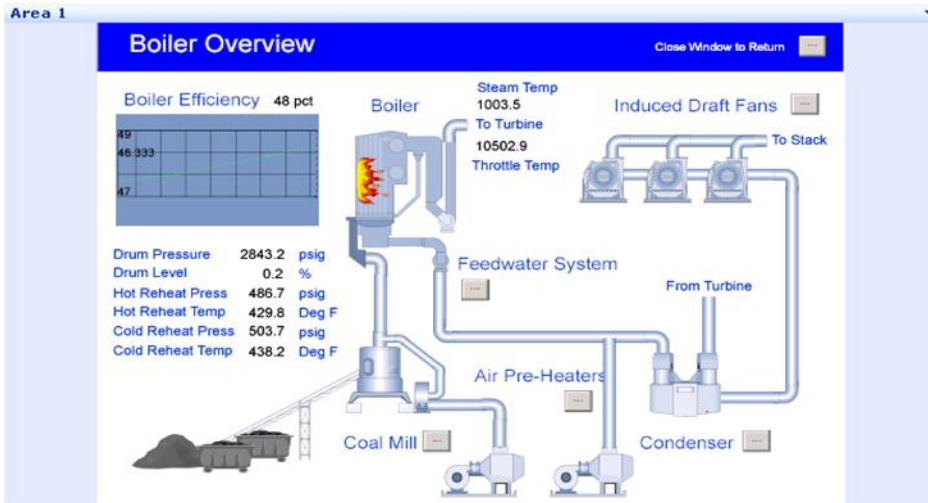 Area 1
Boiler Overview
Close Window to Return
...
Boiler Efficiency 48 pct
49
48.333
47
Boiler
Steam Temp
1003.5
To Turbine
10502.9
Throttle Temp
Induced Draft Fans ...
To Stack
Drum Pressure 2843.2 psig
Drum Level 0.2 %
Hot Reheat Press 486.7 psig
Hot Reheat Temp 429.8 Deg F
Cold Reheat Press 503.7 psig
Cold Reheat Temp 438.2 Deg F
Feedwater System
...
From Turbine
Air Pre-Heaters
...
Coal Mill ...
Condenser ...